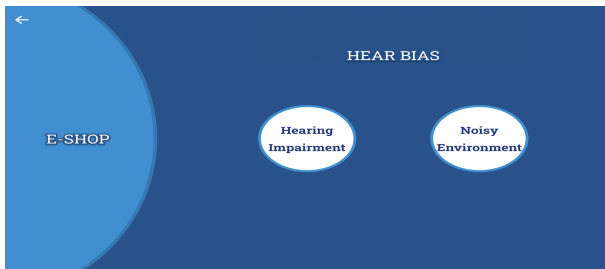 HEAR BIAS
E-SHOP
Hearing
Impairment
Noisy
Environment